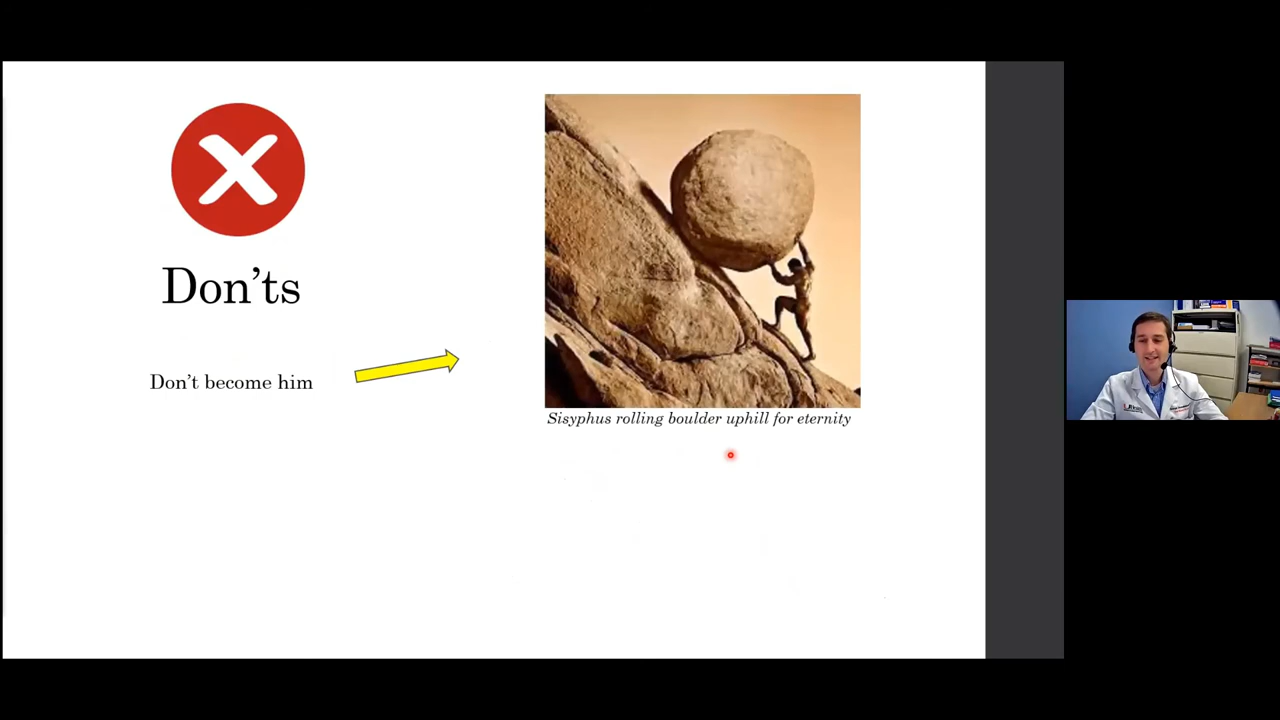 Don'ts
Don't become him
Sisyphus rolling boulder uphill for eternity